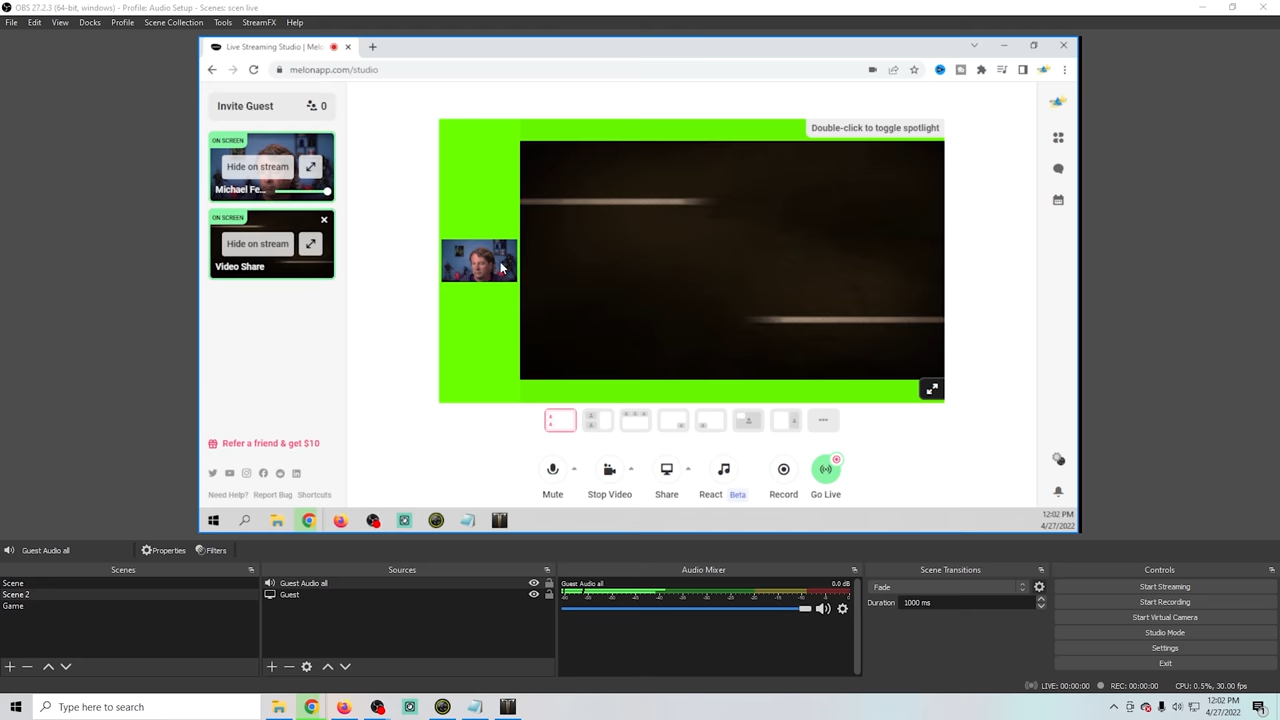 OBS 27.2.3 (64-bit, windows) - Profile: Audio Setup - Scenes: scen live
File Edit View Docks Profile Scene Collection Tools StreamFX Help
Live Streaming Studio | Melo
melonapp.com/studio
Invite Guest 0
Double-click to toggle spotlight
ON SCREEN
Hide on stream
Michael Fe...
ON SCREEN
Hide on stream
Video Share
Refer a friend & get $10
Mute Stop Video Share React Beta Record Go Live
Need Help? Report Bug Shortcuts
12:02 PM
4/27/2022
Guest Audio all Properties Filters
Scenes Sources Audio Mixer Scene Transitions Controls
Scene
Scene 2
Game
Guest Audio all
Guest
Guest Audio all 0.0 dB
Fade
Duration 1000 ms
Start Streaming
Start Recording
Start Virtual Camera
Studio Mode
Settings
Exit
LIVE: 00:00:00 REC: 00:00:00 CPU: 0.5%, 30.00 fps
Type here to search
12:02 PM
4/27/2022